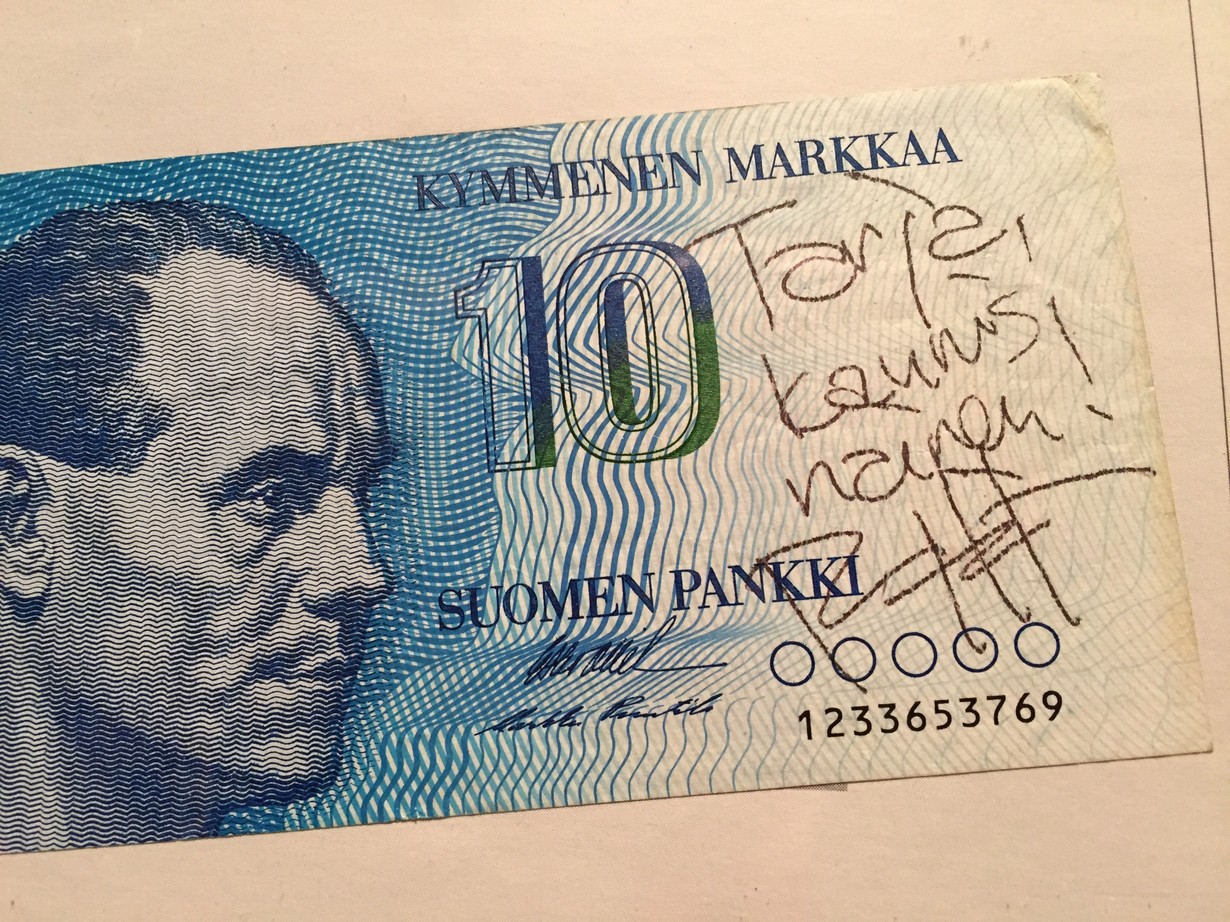 KYMMENEN MARKKAA
10
Tarja,
kaunis
nainen!
SUOMEN PANKKI
1233653769